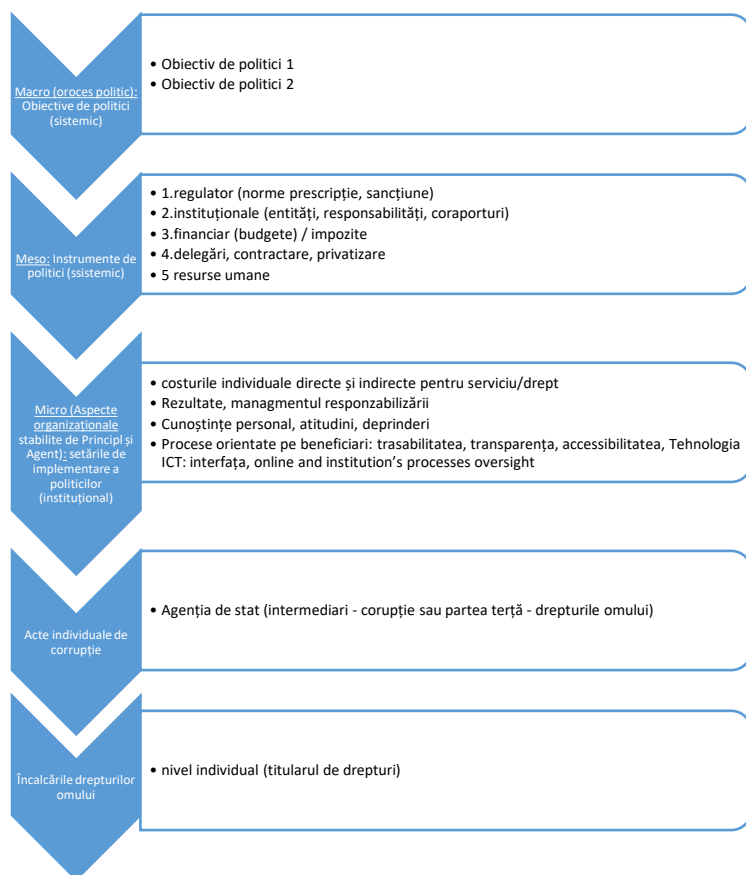 Macro (oroces politic):
Obiective de politici
(sistemic)
• Obiectiv de politici 1
• Obiectiv de politici 2
Meso: Instrumente de
politici (ssistemic)
• 1.regulator (norme prescripție, sancțiune)
• 2.instituționale (entități, responsabilități, coraporturi)
• 3.financiar (budgete) / impozite
• 4.delegări, contractare, privatizare
• 5 resurse umane
Micro (Aspecte
organizaționale
stabilite de Principl și
Agent): setările de
implementare a
politicilor
(instituțional)
• costurile individuale directe și indirecte pentru serviciu/drept
• Rezultate, managmentul responzabilizării
• Cunoștințe personal, atitudini, deprinderi
• Procese orientate pe beneficiari: trasabilitatea, transparența, accessibilitatea, Tehnologia
ICT: interfața, online and institution’s processes oversight
Acte individuale de
corrupție
• Agenția de stat (intermediari - corupție sau partea terță - drepturile omului)
Încalcările drepturilor
omului
• nivel individual (titularul de drepturi)